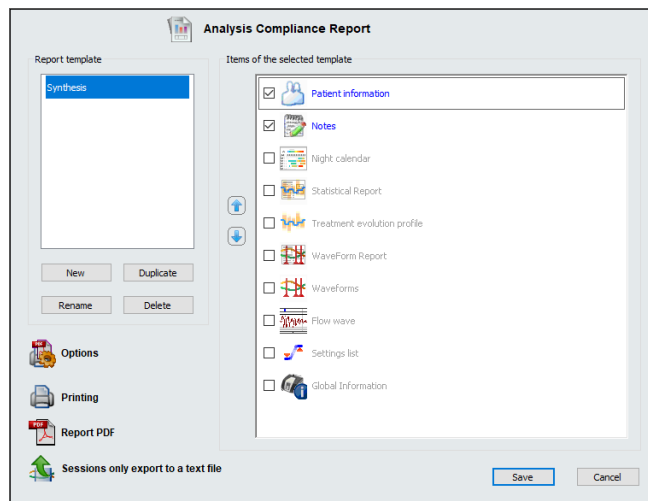 Analysis Compliance Report
Report template
Synthesis
New
Duplicate
Rename
Delete
Items of the selected template
Patient information
Notes
Night calendar
Statistical Report
Treatment evolution profile
WaveForm Report
Waveforms
Flow wave
Settings list
Global Information
Options
Printing
PDF
Report PDF
Sessions only export to a text file
Save
Cancel